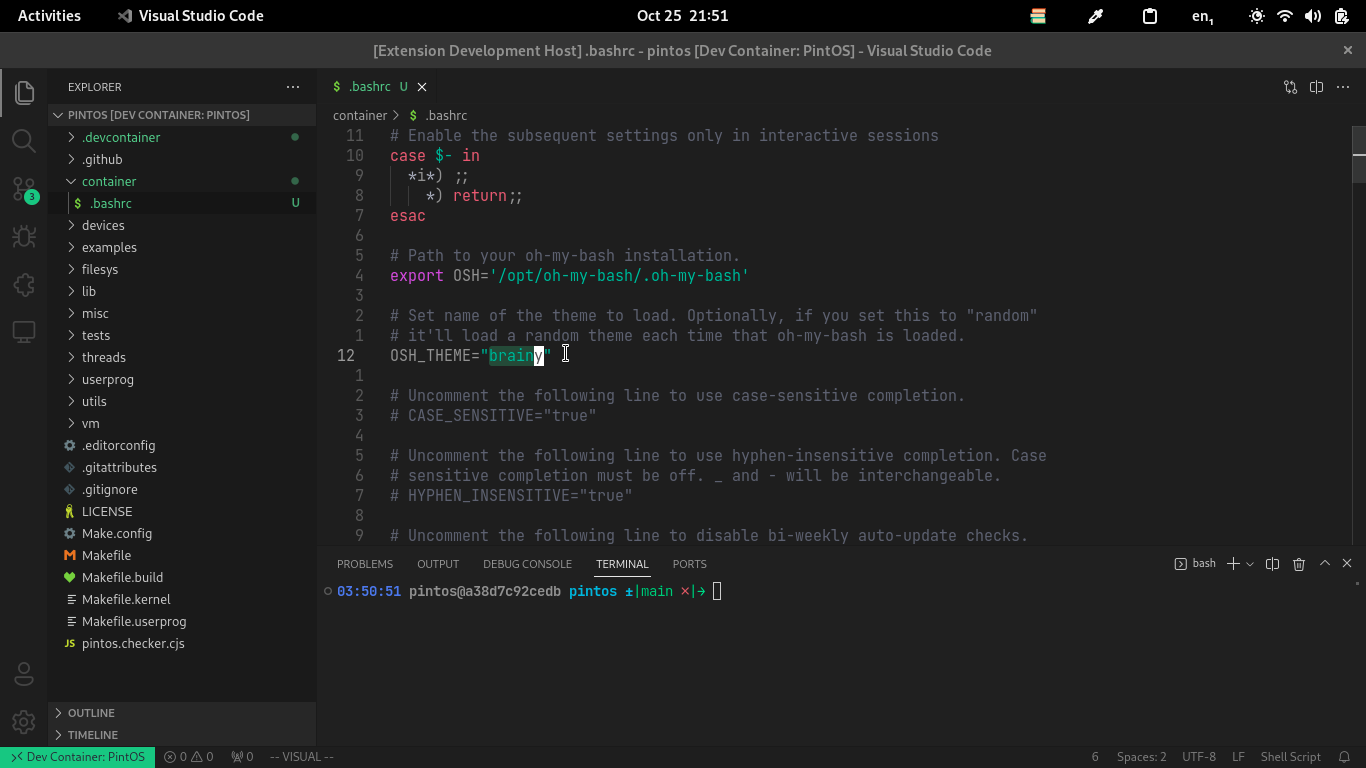 Activities Visual Studio Code Oct 25 21:51 en₁
[Extension Development Host] .bashrc - pintos [Dev Container: PintOS] - Visual Studio Code
EXPLORER
PINTOS [DEV CONTAINER: PINTOS]
.devcontainer
.github
container
.bashrc U
devices
examples
filesys
lib
misc
tests
threads
userprog
utils
vm
.editorconfig
.gitattributes
.gitignore
LICENSE
Make.config
Makefile
Makefile.build
Makefile.kernel
Makefile.userprog
JS pintos.checker.cjs
OUTLINE
TIMELINE
3
$ .bashrc U
container > $ .bashrc
11 # Enable the subsequent settings only in interactive sessions
10 case $- in
9 *i*) ;;
8 *) return;;
7 esac
6
5 # Path to your oh-my-bash installation.
4 export OSH='/opt/oh-my-bash/.oh-my-bash'
3
2 # Set name of the theme to load. Optionally, if you set this to "random"
1 # it'll load a random theme each time that oh-my-bash is loaded.
12 OSH_THEME="brainy"
1
2 # Uncomment the following line to use case-sensitive completion.
3 # CASE_SENSITIVE="true"
4
5 # Uncomment the following line to use hyphen-insensitive completion. Case
6 # sensitive completion must be off. _ and - will be interchangeable.
7 # HYPHEN_INSENSITIVE="true"
8
9 # Uncomment the following line to disable bi-weekly auto-update checks.
PROBLEMS OUTPUT DEBUG CONSOLE TERMINAL PORTS bash
03:50:51 pintos@a38d7c92cedb pintos ±|main ✗|→
Dev Container: PintOS 0 0 0 -- VISUAL -- 6 Spaces: 2 UTF-8 LF Shell Script